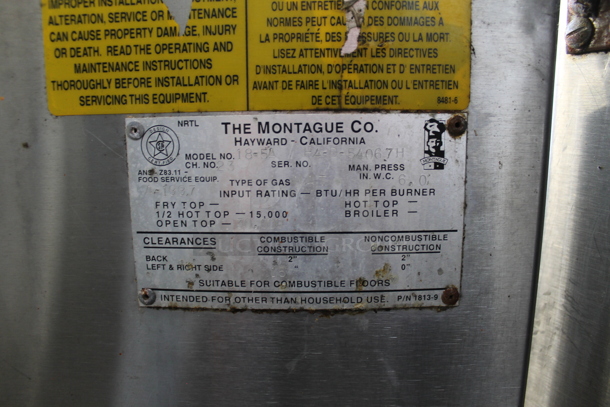 IMPROPER INSTALLATION,
ALTERATION, SERVICE OR MAINTENANCE
CAN CAUSE PROPERTY DAMAGE, INJURY
OR DEATH. READ THE OPERATING AND
MAINTENANCE INSTRUCTIONS
THOROUGHLY BEFORE INSTALLATION OR
SERVICING THIS EQUIPMENT.
OU UN ENTRETIEN CONFORME AUX
NORMES PEUT CAUSER DES DOMMAGES À
LA PROPRIÉTÉ, DES BLESSURES OU LA MORT.
LISEZ ATTENTIVEMENT LES DIRECTIVES
D'INSTALLATION, D'OPÉRATION ET D'ENTRETIEN
AVANT DE FAIRE L'INSTALLATION OU L'ENTRETIEN
DE CET ÉQUIPEMENT.
6461-6
NRTL
THE MONTAGUE CO.
HAYWARD - CALIFORNIA
MODEL NO.
CH. NO.
SERIAL NO.
MAN. PRESS
IN. W.C.
ANSI-Z83.11 -
FOOD SERVICE EQUIP.
TYPE OF GAS
INPUT RATING — BTU/HR PER BURNER
FRY TOP — HOT TOP —
1/2 HOT TOP — 15,000 BROILER —
OPEN TOP —
CLEARANCES COMBUSTIBLE CONSTRUCTION NONCOMBUSTIBLE CONSTRUCTION
BACK 2" 2"
LEFT & RIGHT SIDE " 0"
SUITABLE FOR COMBUSTIBLE FLOORS
INTENDED FOR OTHER THAN HOUSEHOLD USE. P/N 1813-9